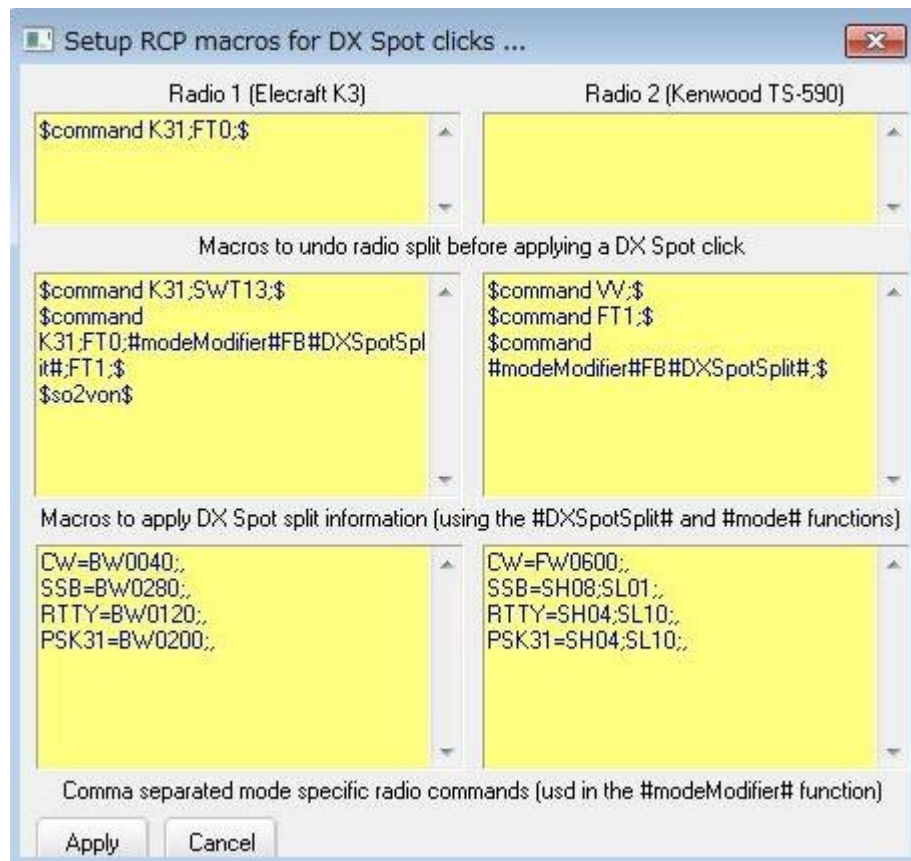 Setup RCP macros for DX Spot clicks ...
Radio 1 (Elecraft K3)
Radio 2 (Kenwood TS-590)
$command K31;FT0;$
Macros to undo radio split before applying a DX Spot click
$command K31;SWT13;$
$command
K31;FT0;#modeModifier#FB#DXSpotSpl
it#;FT1;$
$so2von$
$command VV;$
$command FT1;$
$command
#modeModifier#FB#DXSpotSplit#;$
Macros to apply DX Spot split information (using the #DXSpotSplit# and #mode# functions)
CW=BW0040;,
SSB=BW0280;,
RTTY=BW0120;,
PSK31=BW0200;,
CW=FW0600;,
SSB=SH08;SL01;,
RTTY=SH04;SL10;,
PSK31=SH04;SL10;,
Comma separated mode specific radio commands (usd in the #modeModifier# function)
Apply
Cancel